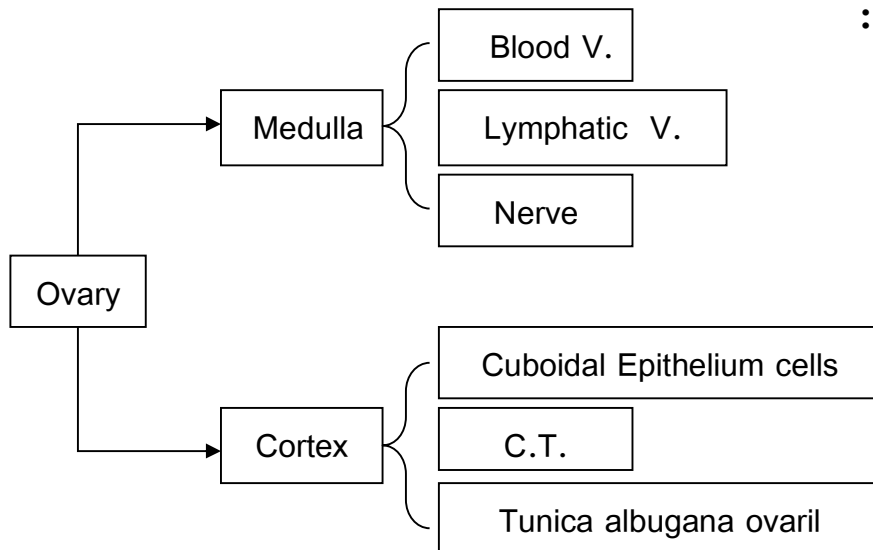 :
Blood V.
Medulla
Lymphatic V.
Nerve
Ovary
Cuboidal Epithelium cells
Cortex
C.T.
Tunica albugana ovaril